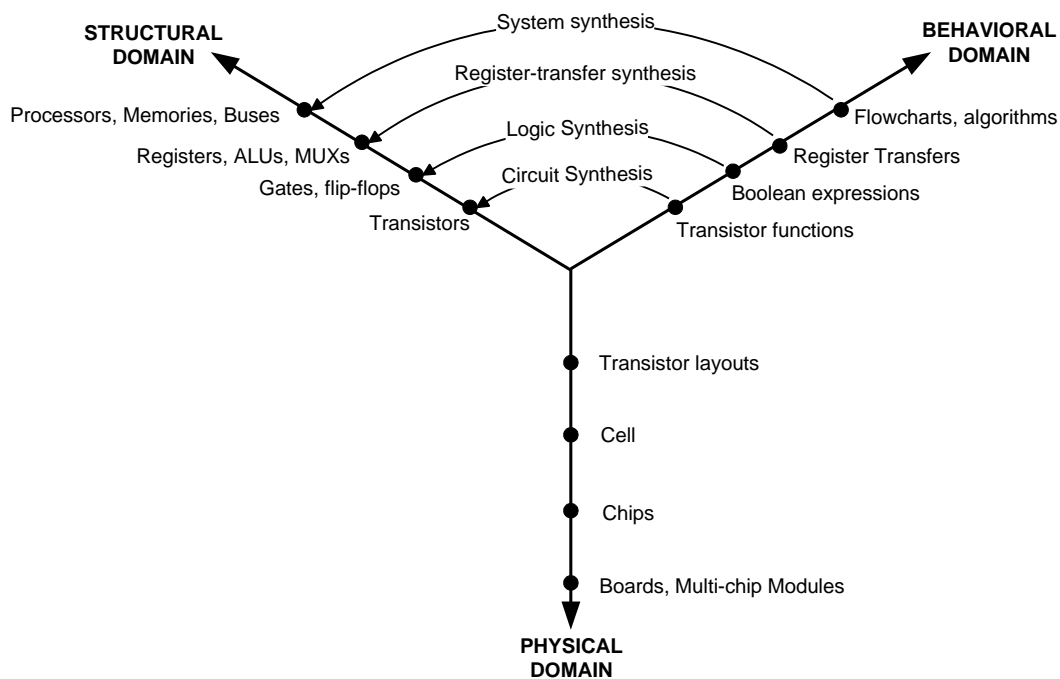 System synthesis
STRUCTURAL
DOMAIN
BEHAVIORAL
DOMAIN
Register-transfer synthesis
Processors, Memories, Buses
Flowcharts, algorithms
Logic Synthesis
Registers, ALUs, MUXs
Register Transfers
Gates, flip-flops
Circuit Synthesis
Boolean expressions
Transistors
Transistor functions
Transistor layouts
Cell
Chips
Boards, Multi-chip Modules
PHYSICAL
DOMAIN